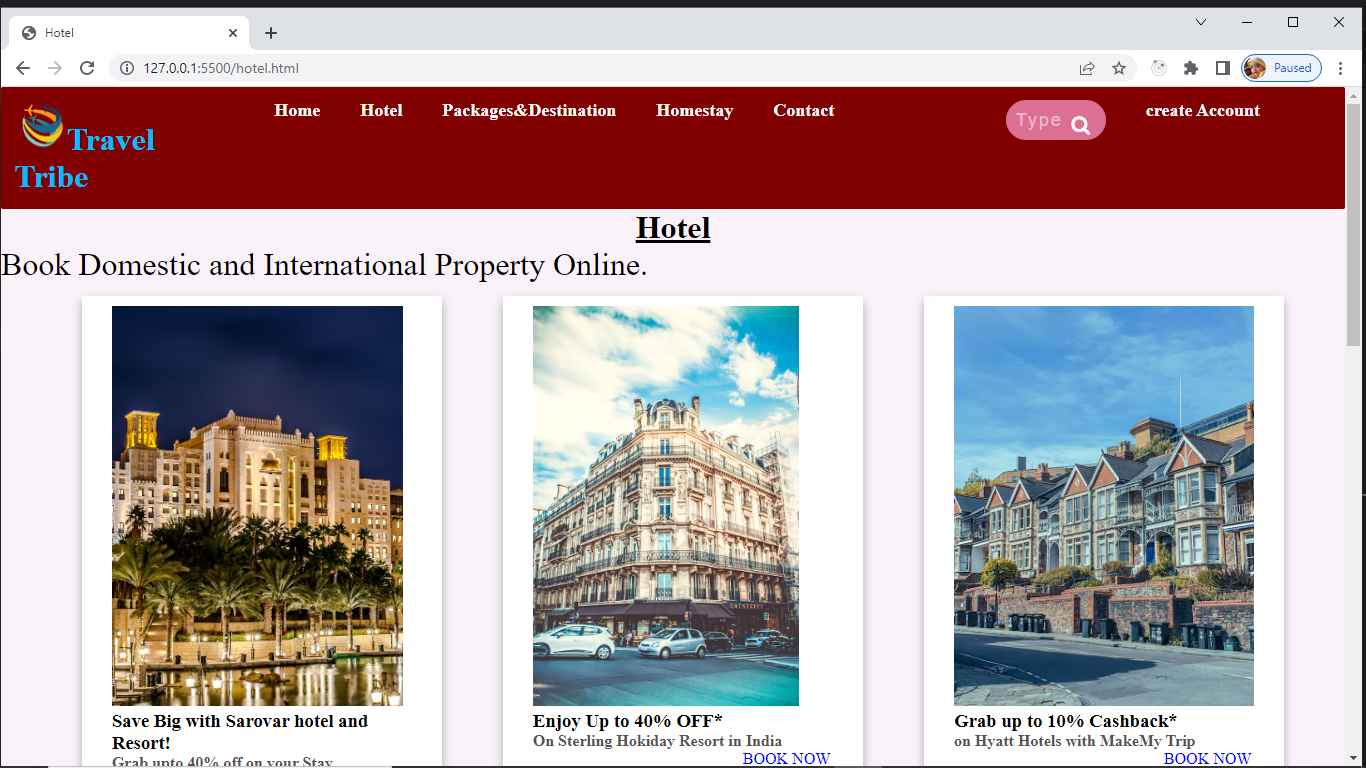 Hotel
127.0.0.1:5500/hotel.html
Paused
Home Hotel Packages&Destination Homestay Contact
Type
create Account
Travel
Tribe
Hotel
Book Domestic and International Property Online.
Save Big with Sarovar hotel and
Resort!
Grab upto 40% off on your Stay
Enjoy Up to 40% OFF*
On Sterling Hokiday Resort in India
BOOK NOW
Grab up to 10% Cashback*
on Hyatt Hotels with MakeMy Trip
BOOK NOW